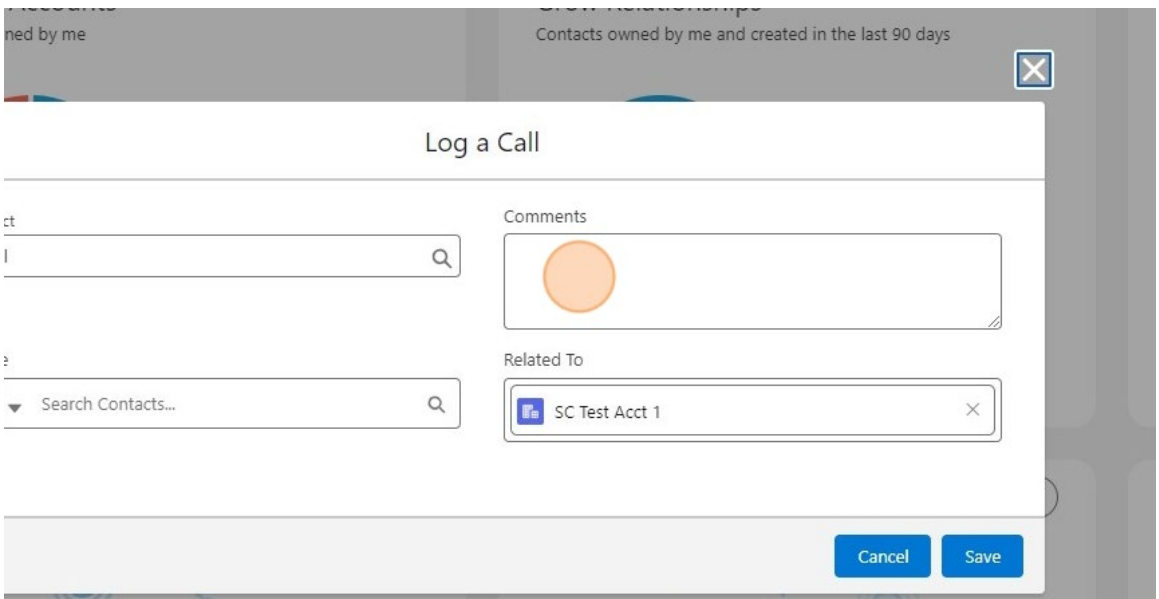 ned by me
Contacts owned by me and created in the last 90 days
Log a Call
ct
Comments
l
e
Related To
Search Contacts...
SC Test Acct 1
Cancel
Save